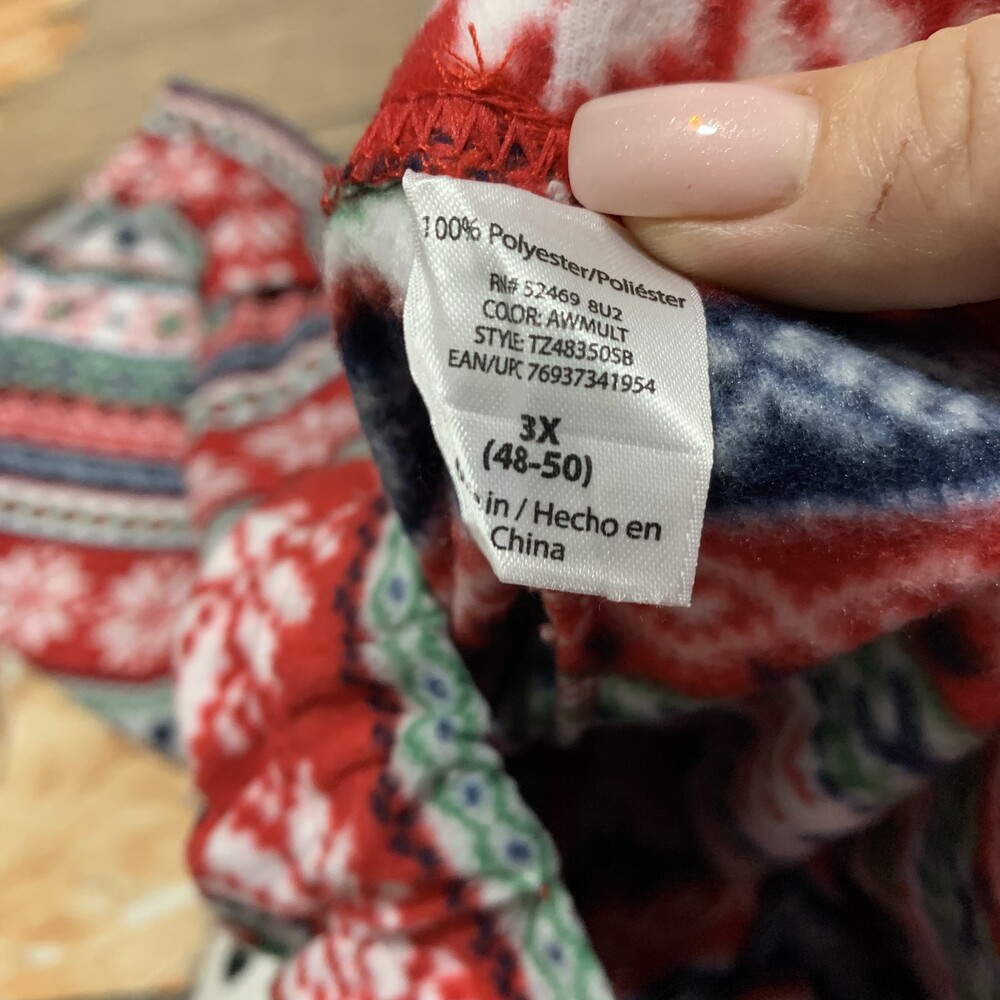 100% Polyester/Poliéster
RN# 52469 8U2
COLOR: AWMULT
STYLE: TZ48350SB
EAN/UPC 76937341954
3X
(48-50)
in / Hecho en
China